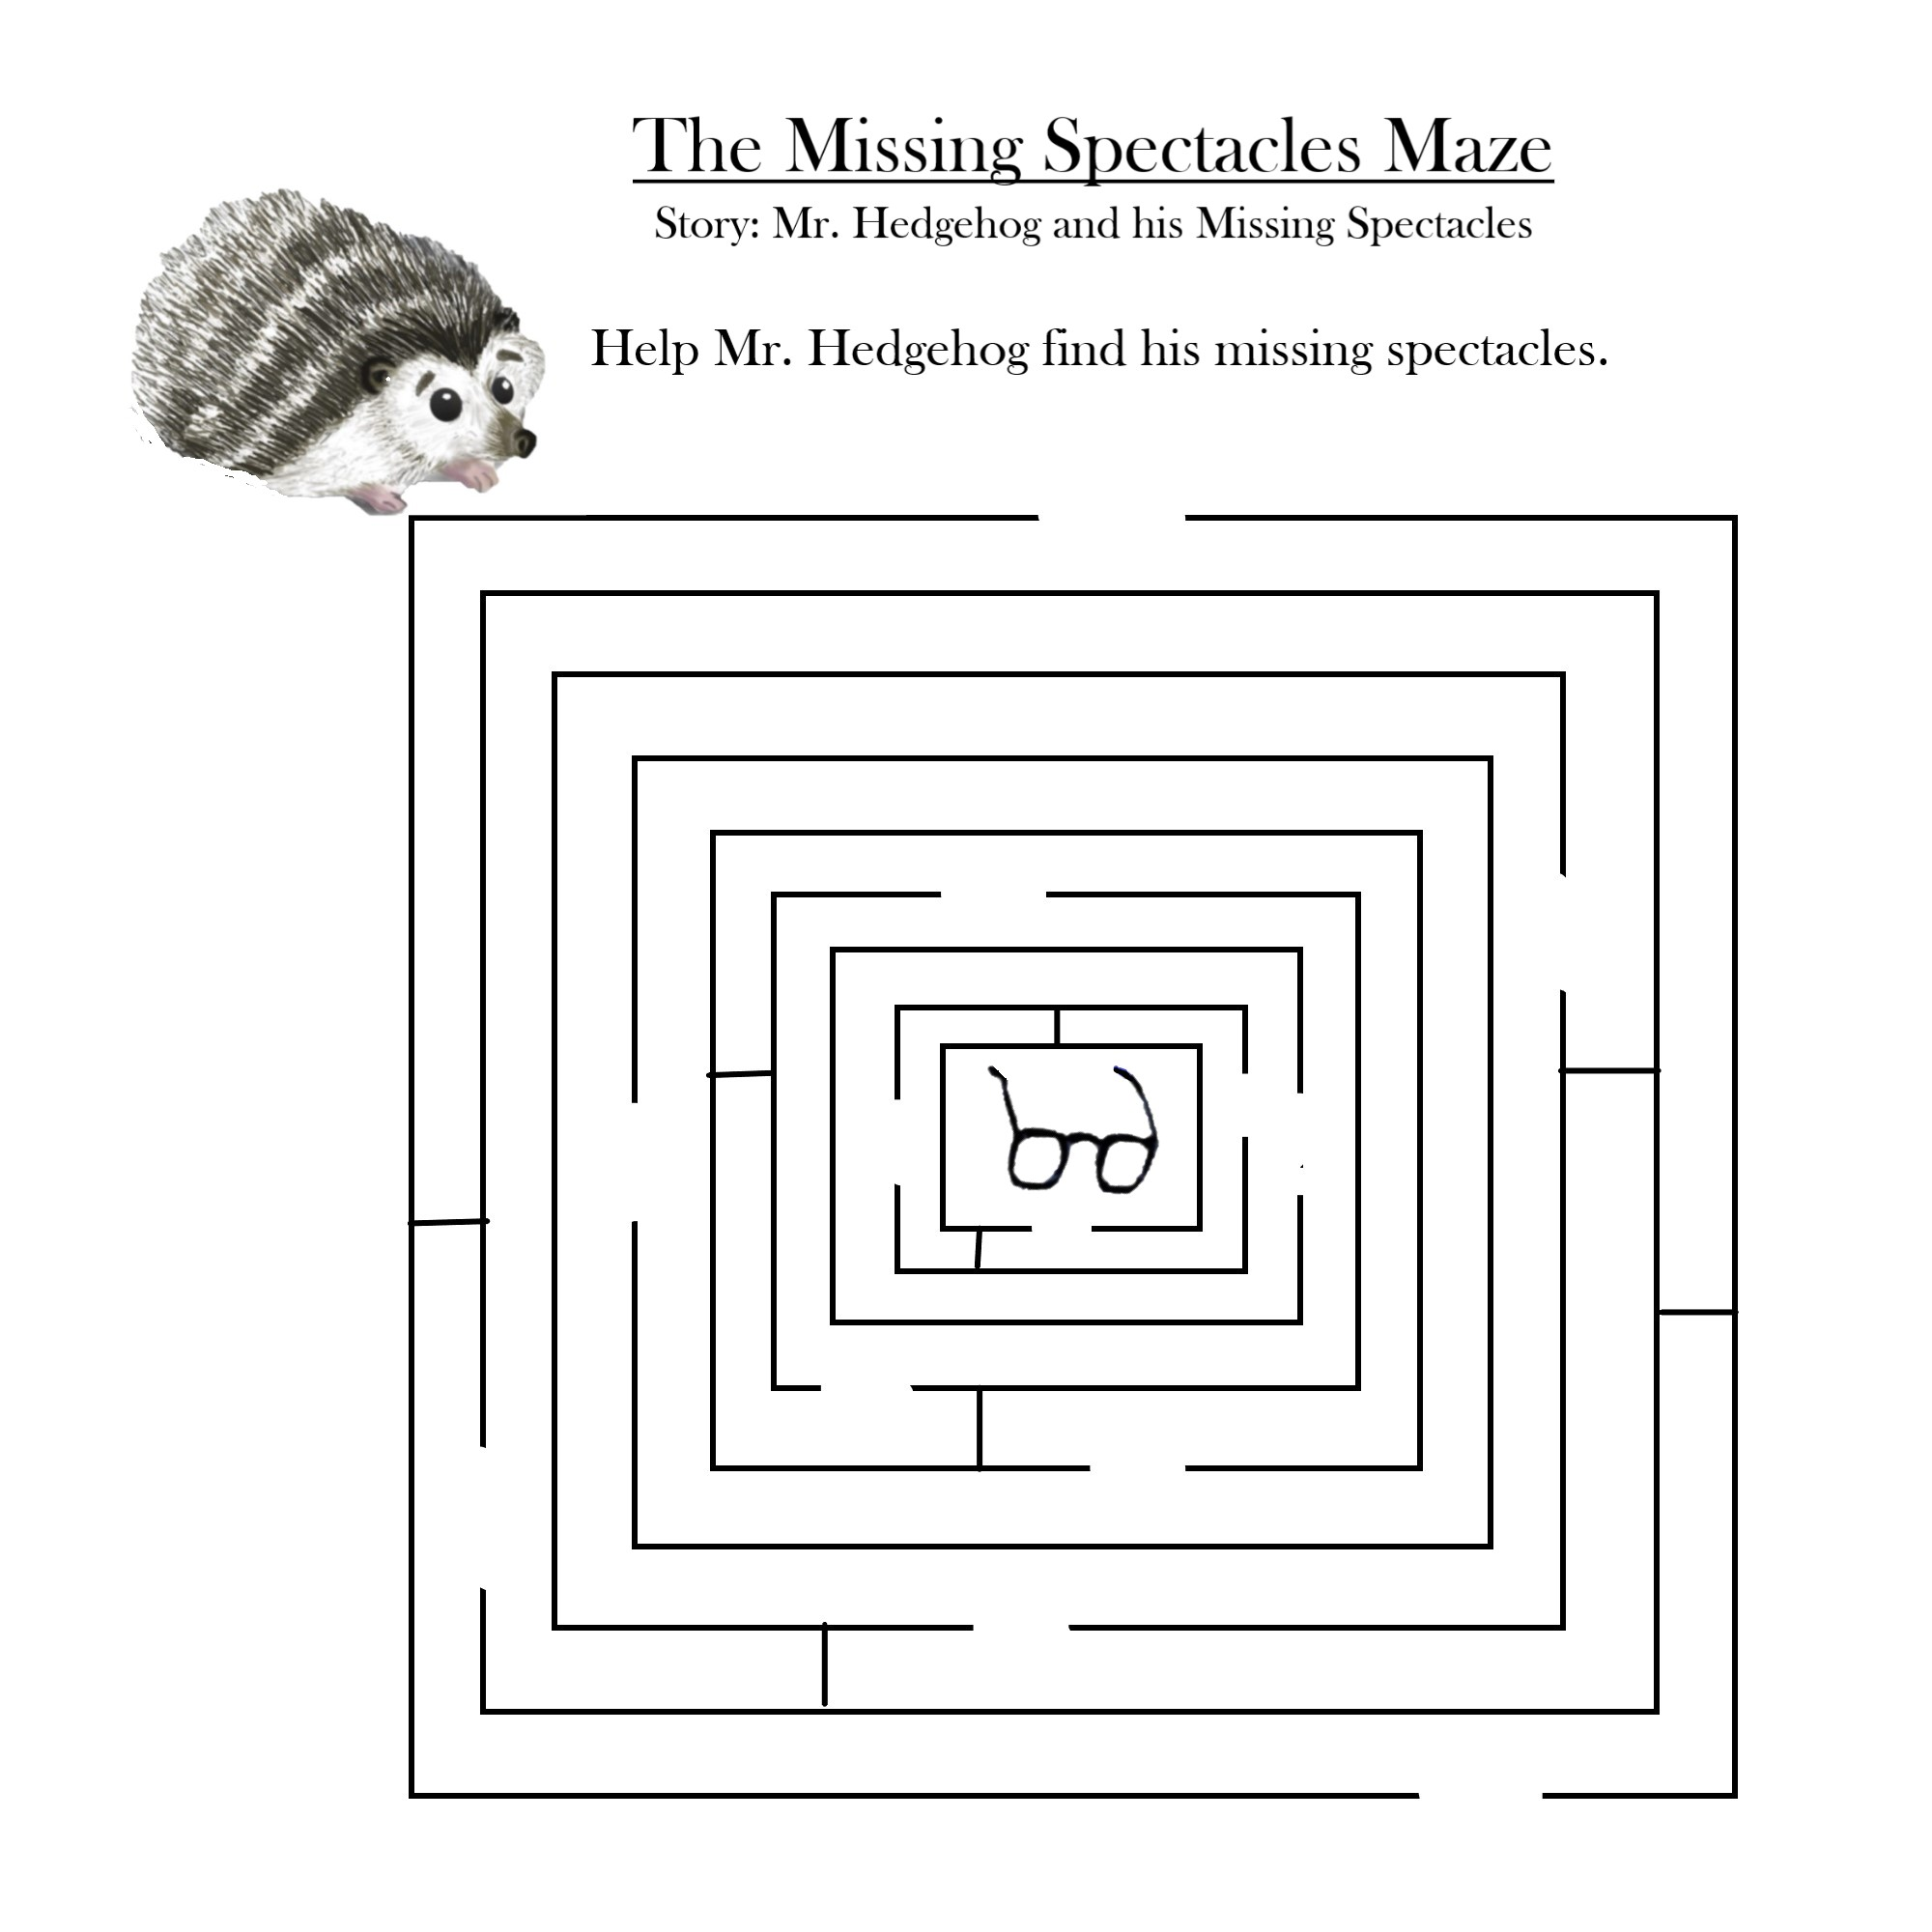 The Missing Spectacles Maze
Story: Mr. Hedgehog and his Missing Spectacles
Help Mr. Hedgehog find his missing spectacles.